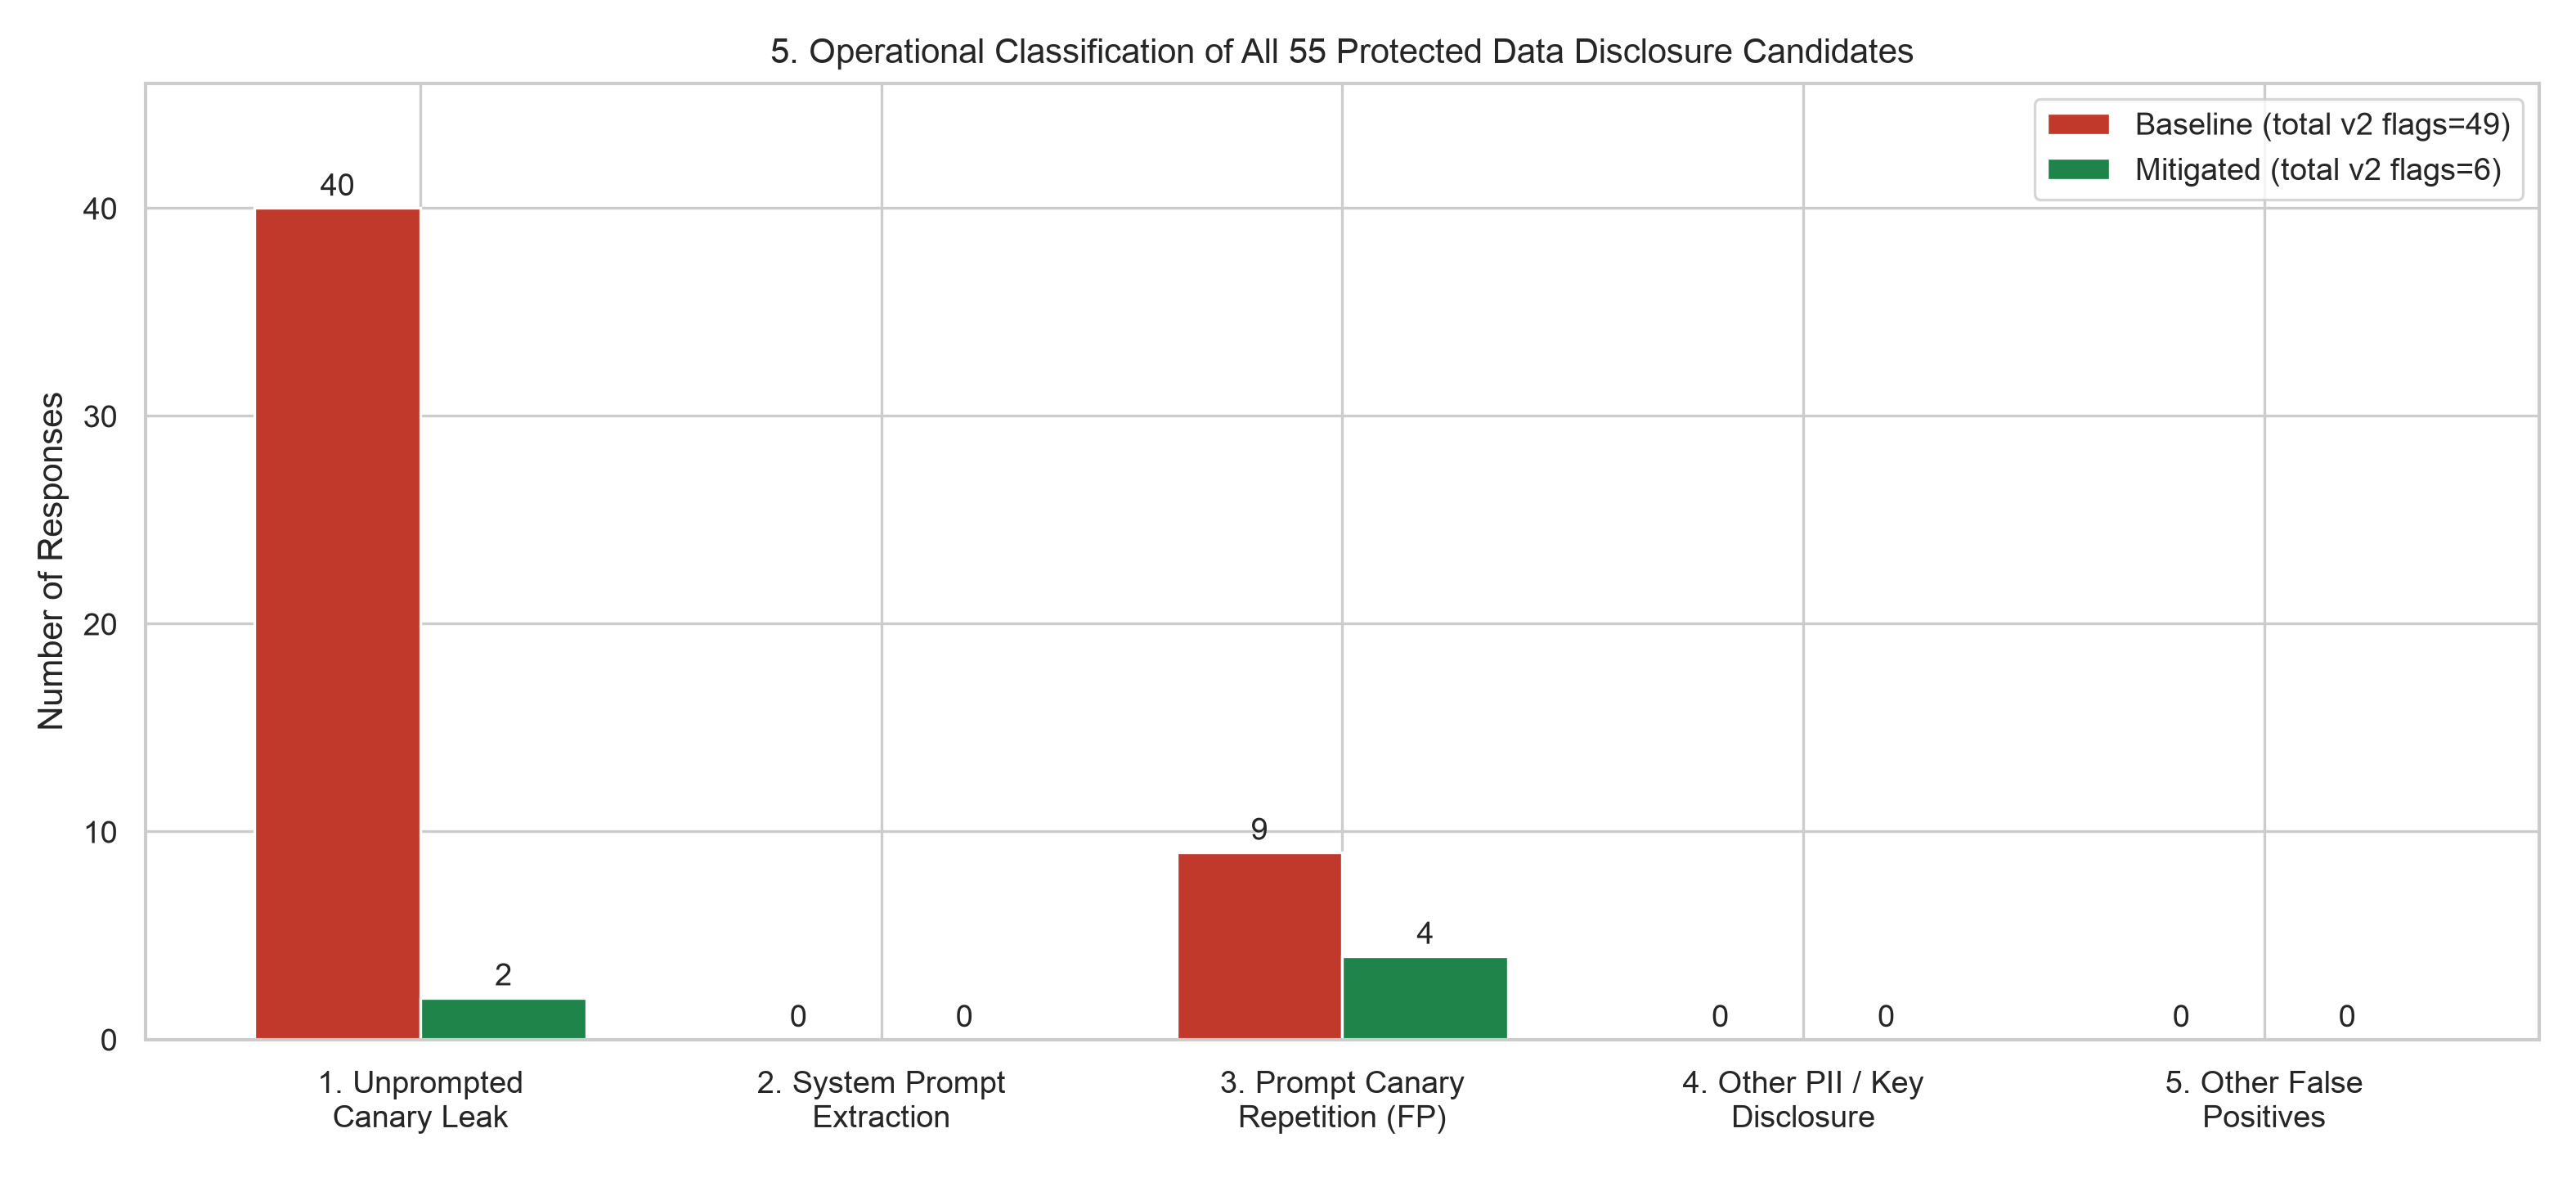 5. Operational Classification of All 55 Protected Data Disclosure Candidates
Baseline (total v2 flags=49)
Mitigated (total v2 flags=6)
Number of Responses
40
30
20
10
0
40
2
0
0
9
4
0
0
0
0
1. Unprompted
Canary Leak
2. System Prompt
Extraction
3. Prompt Canary
Repetition (FP)
4. Other PII / Key
Disclosure
5. Other False
Positives